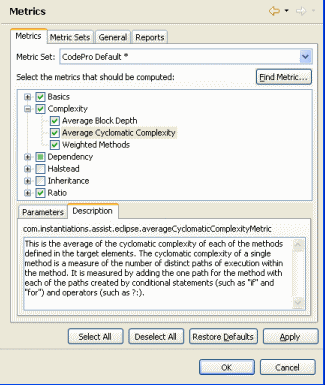 Metrics
Metrics Metric Sets General Reports
Metric Set: CodePro Default *
Select the metrics that should be computed: Find Metric...
Basics
Complexity
Average Block Depth
Average Cyclomatic Complexity
Weighted Methods
Dependency
Halstead
Inheritance
Ratio
Parameters Description
com.instantiations.assist.eclipse.averageCyclomaticComplexityMetric
This is the average of the cyclomatic complexity of each of the methods
defined in the target elements. The cyclomatic complexity of a single
method is a measure of the number of distinct paths of execution within
the method. It is measured by adding the one path for the method with
each of the paths created by conditional statements (such as "if" and
"for") and operators (such as ?:).
Select All Deselect All Restore Defaults Apply
OK Cancel